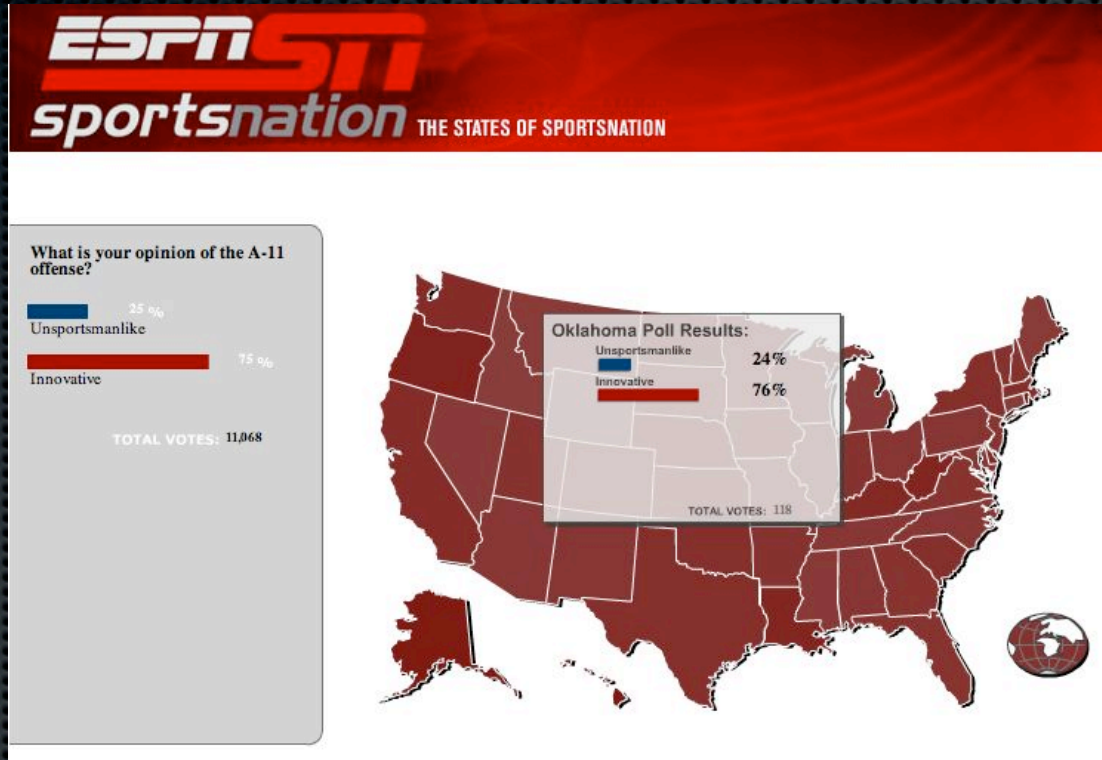 ESPN SN
sportsnation THE STATES OF SPORTSNATION
What is your opinion of the A-11
offense?
25 %
Unsportsmanlike
75 %
Innovative
TOTAL VOTES: 11,068
Oklahoma Poll Results:
Unsportsmanlike
24%
Innovative
76%
TOTAL VOTES: 118